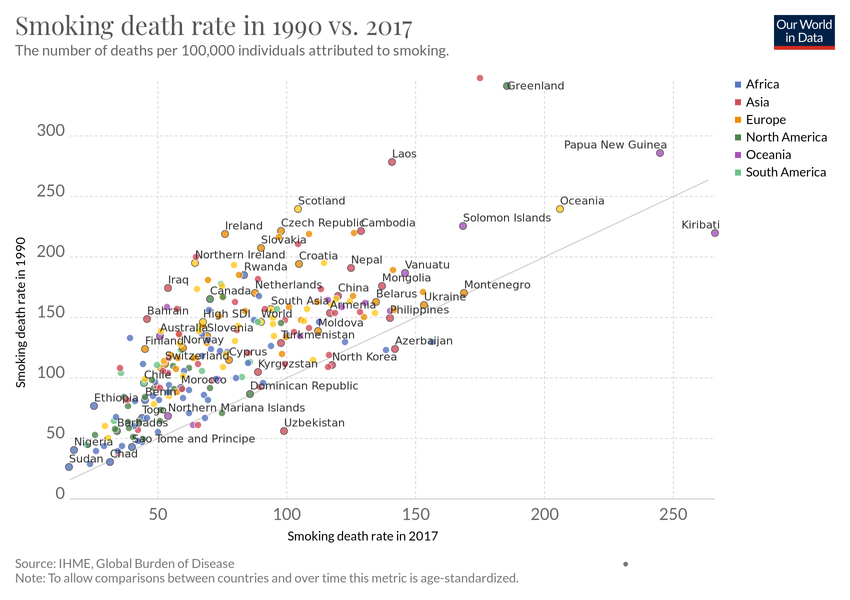 Smoking death rate in 1990 vs. 2017
The number of deaths per 100,000 individuals attributed to smoking.
Our World
in Data
Greenland
Africa
Asia
Europe
North America
Oceania
South America
300
Laos
Papua New Guinea
250
Scotland
Oceania
Ireland
Czech Republic
Cambodia
Solomon Islands
Kiribati
Slovakia
200
Northern Ireland
Croatia
Nepal
Vanuatu
Rwanda
Iraq
Canada
Netherlands
China
Mongolia
Montenegro
Belarus
Ukraine
150
Bahrain
High SDI
World
South Asia
Armenia
Philippines
Australia
Slovenia
Moldova
Finland
Norway
Turkmenistan
Azerbaijan
Switzerland
Cyprus
North Korea
Kyrgyzstan
100
Chile
Morocco
Dominican Republic
Benin
Ethiopia
Togo
Northern Mariana Islands
Barbados
Uzbekistan
50
Nigeria
Sao Tome and Principe
Sudan
Chad
0
50
100
150
200
250
Smoking death rate in 1990
Smoking death rate in 2017
Source: IHME, Global Burden of Disease
Note: To allow comparisons between countries and over time this metric is age-standardized.